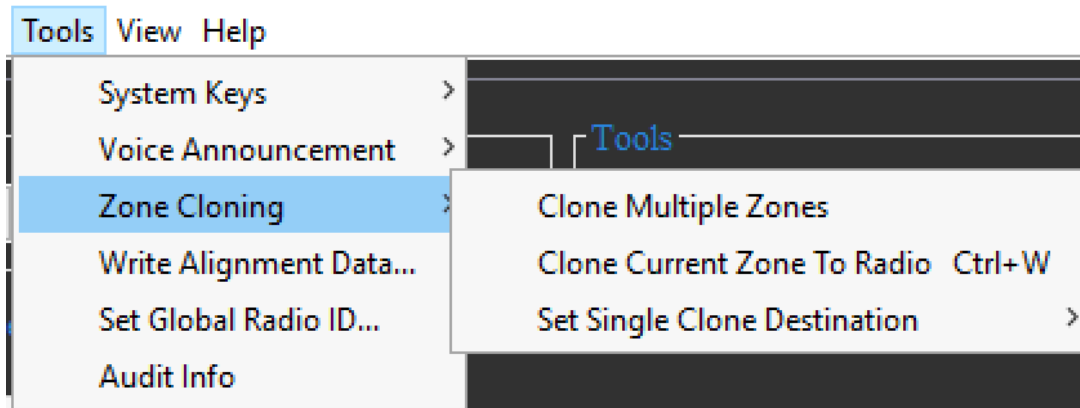 Tools View Help
System Keys
Voice Announcement
Tools
Zone Cloning
Clone Multiple Zones
Write Alignment Data...
Clone Current Zone To Radio Ctrl+W
Set Global Radio ID...
Set Single Clone Destination
Audit Info